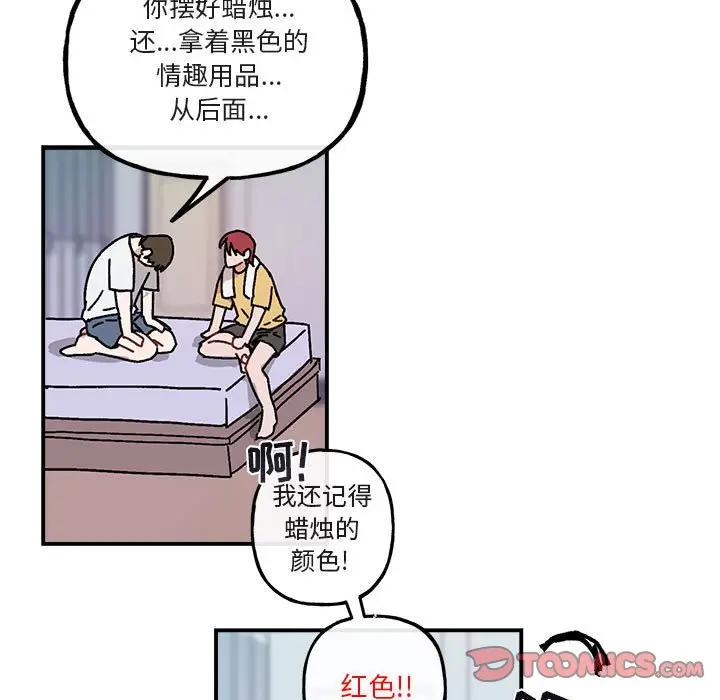 你摆好蜡烛...
还...拿着黑色的
情趣用品...
从后面...
啊!
我还记得
蜡烛的
颜色!
红色!!
TOOMICS.COM